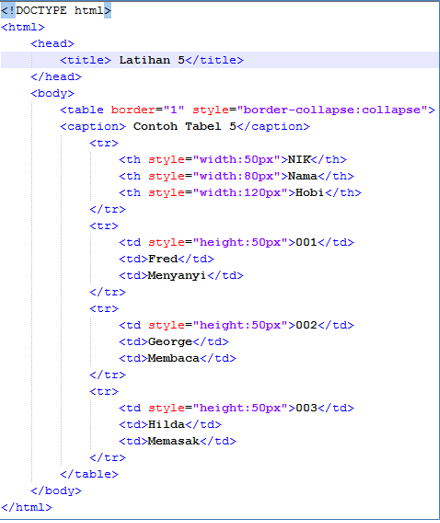 <!DOCTYPE html>
<html>
<head>
<title> Latihan 5</title>
</head>
<body>
<table border="1" style="border-collapse:collapse">
<caption> Contoh Tabel 5</caption>
<tr>
<th style="width:50px">NIK</th>
<th style="width:80px">Nama</th>
<th style="width:120px">Hobi</th>
</tr>
<tr>
<td style="height:50px">001</td>
<td>Fred</td>
<td>Menyanyi</td>
</tr>
<tr>
<td style="height:50px">002</td>
<td>George</td>
<td>Membaca</td>
</tr>
<tr>
<td style="height:50px">003</td>
<td>Hilda</td>
<td>Memasak</td>
</tr>
</table>
</body>
</html>